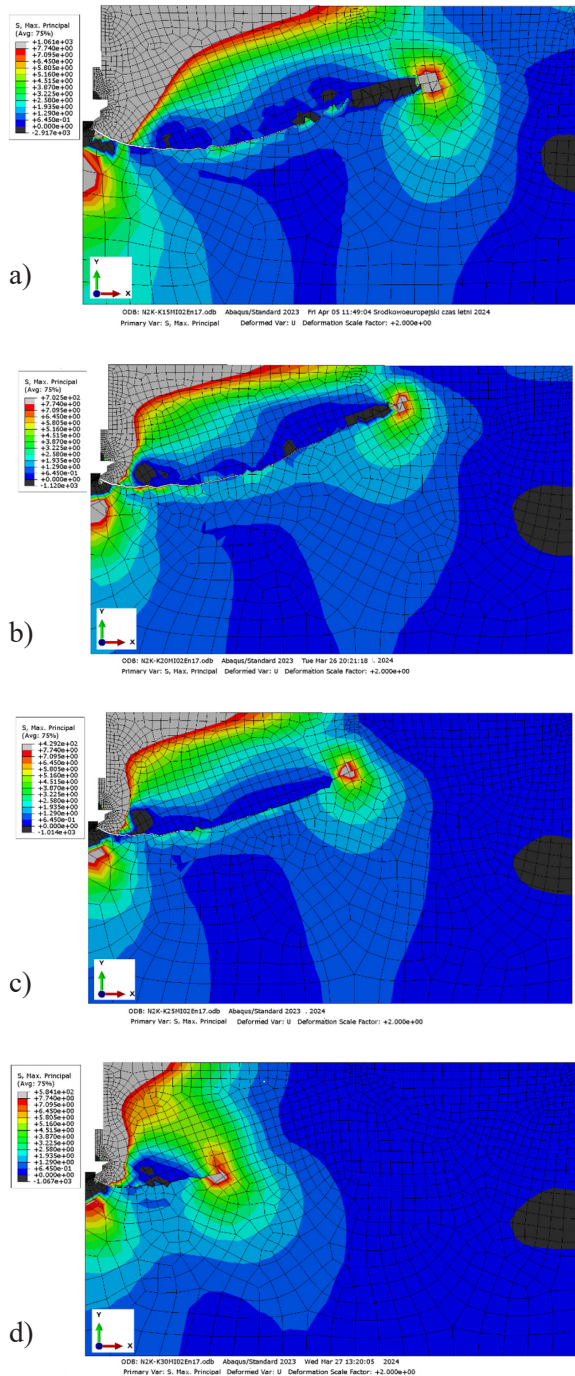 S, Max. Principal
(Avg: 75%)
+1.061e+03
+7.740e+00
+7.095e+00
+6.450e+00
+5.805e+00
+5.160e+00
+4.515e+00
+3.870e+00
+3.225e+00
+2.580e+00
+1.935e+00
+1.290e+00
+6.450e-01
+0.000e+00
-2.917e+03
a)
Y
X
ODB: N2K-K15MI02En17.odb Abaqus/Standard 2023 Fri Apr 05 11:49:04 Srodkowoeuropejski czas letni 2024
Primary Var: S, Max. Principal Deformed Var: U Deformation Scale Factor: +2.000e+00
S, Max. Principal
(Avg: 75%)
+7.025e+02
+7.740e+00
+7.095e+00
+6.450e+00
+5.805e+00
+5.160e+00
+4.515e+00
+3.870e+00
+3.225e+00
+2.580e+00
+1.935e+00
+1.290e+00
+6.450e-01
+0.000e+00
-1.120e+03
b)
Y
X
ODB: N2K-K20MI02En17.odb Abaqus/Standard 2023 Tue Mar 26 20:21:18 2024
Primary Var: S, Max. Principal Deformed Var: U Deformation Scale Factor: +2.000e+00
S, Max. Principal
(Avg: 75%)
+4.292e+02
+7.740e+00
+7.095e+00
+6.450e+00
+5.805e+00
+5.160e+00
+4.515e+00
+3.870e+00
+3.225e+00
+2.580e+00
+1.935e+00
+1.290e+00
+6.450e-01
+0.000e+00
-1.014e+03
c)
Y
X
ODB: N2K-K25MI02En17.odb Abaqus/Standard 2023 . 2024
Primary Var: S, Max. Principal Deformed Var: U Deformation Scale Factor: +2.000e+00
S, Max. Principal
(Avg: 75%)
+5.841e+02
+7.740e+00
+7.095e+00
+6.450e+00
+5.805e+00
+5.160e+00
+4.515e+00
+3.870e+00
+3.225e+00
+2.580e+00
+1.935e+00
+1.290e+00
+6.450e-01
+0.000e+00
-1.067e+03
d)
Y
X
ODB: N2K-K30MI02En17.odb Abaqus/Standard 2023 Wed Mar 27 13:20:05 2024
Primary Var: S, Max. Principal Deformed Var: U Deformation Scale Factor: +2.000e+00